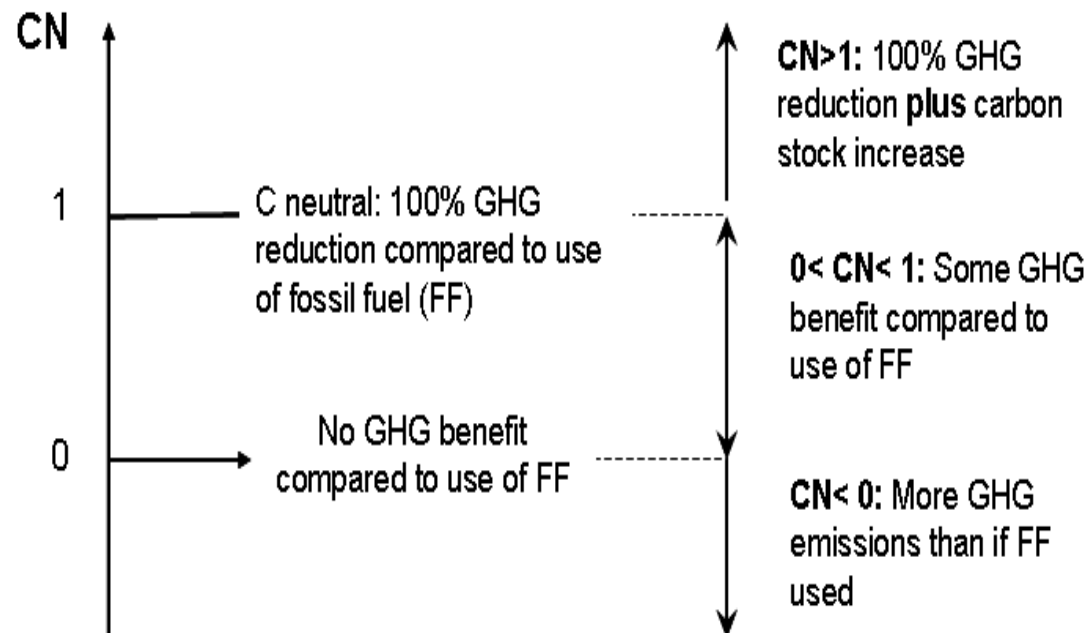 CN
1
C neutral: 100% GHG
reduction compared to use
of fossil fuel (FF)
0
No GHG benefit
compared to use of FF
CN>1: 100% GHG
reduction plus carbon
stock increase
0< CN< 1: Some GHG
benefit compared to
use of FF
CN< 0: More GHG
emissions than if FF
used